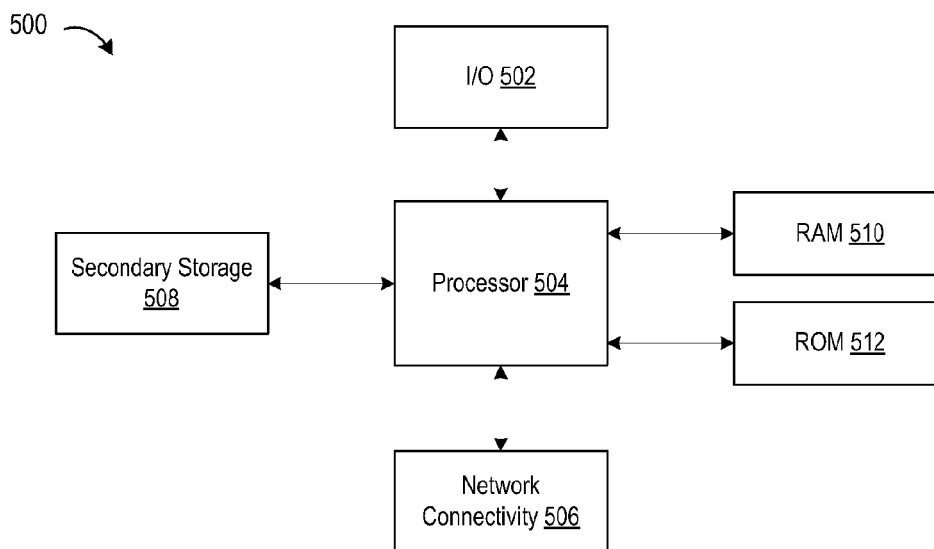 500
I/O 502
Secondary Storage
508
Processor 504
RAM 510
ROM 512
Network
Connectivity 506